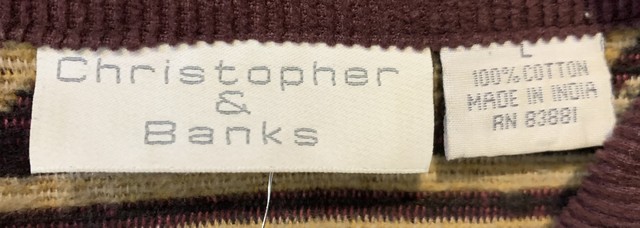 Christopher
&
Banks
L
100% COTTON
MADE IN INDIA
RN 83881